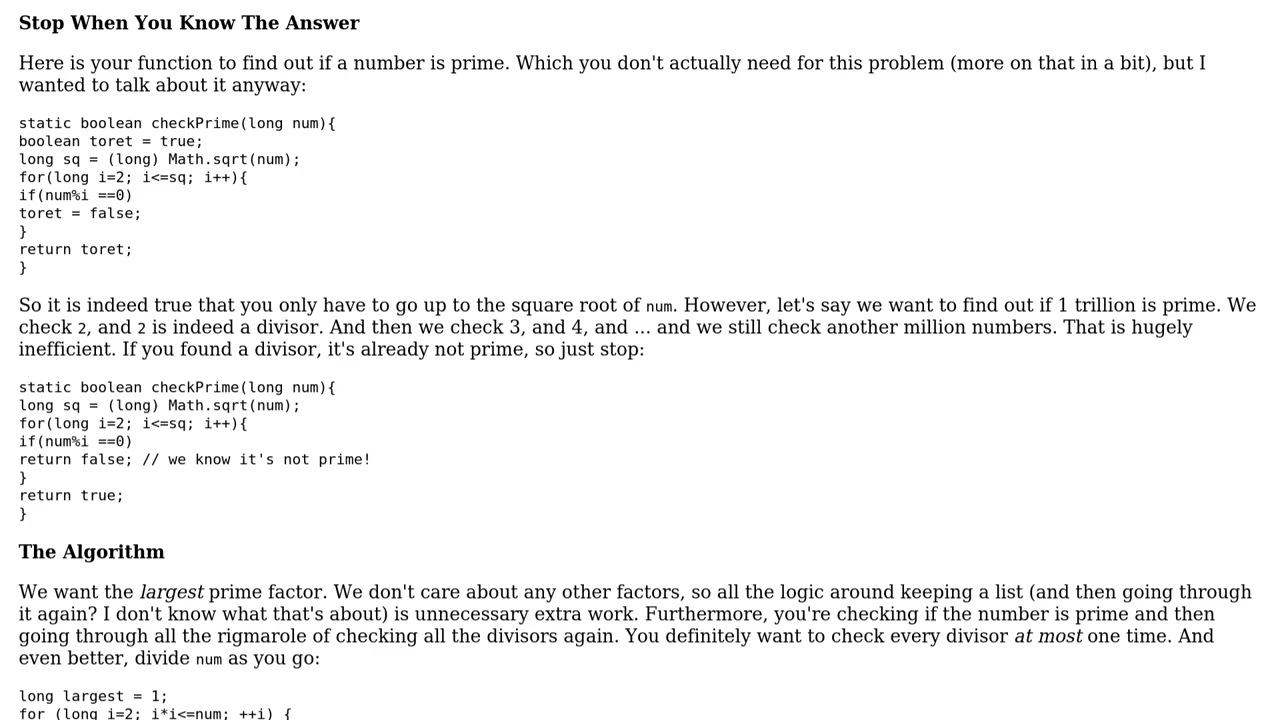 Stop When You Know The Answer
Here is your function to find out if a number is prime. Which you don't actually need for this problem (more on that in a bit), but I
wanted to talk about it anyway:
static boolean checkPrime(long num){
boolean toret = true;
long sq = (long) Math.sqrt(num);
for(long i=2; i<=sq; i++){
if(num%i ==0)
toret = false;
}
return toret;
}
So it is indeed true that you only have to go up to the square root of num. However, let's say we want to find out if 1 trillion is prime. We
check 2, and 2 is indeed a divisor. And then we check 3, and 4, and ... and we still check another million numbers. That is hugely
inefficient. If you found a divisor, it's already not prime, so just stop:
static boolean checkPrime(long num){
long sq = (long) Math.sqrt(num);
for(long i=2; i<=sq; i++){
if(num%i ==0)
return false; // we know it's not prime!
}
return true;
}
The Algorithm
We want the largest prime factor. We don't care about any other factors, so all the logic around keeping a list (and then going through
it again? I don't know what that's about) is unnecessary extra work. Furthermore, you're checking if the number is prime and then
going through all the rigmarole of checking all the divisors again. You definitely want to check every divisor at most one time. And
even better, divide num as you go:
long largest = 1;
for (long i=2; i*i<=num; ++i) {